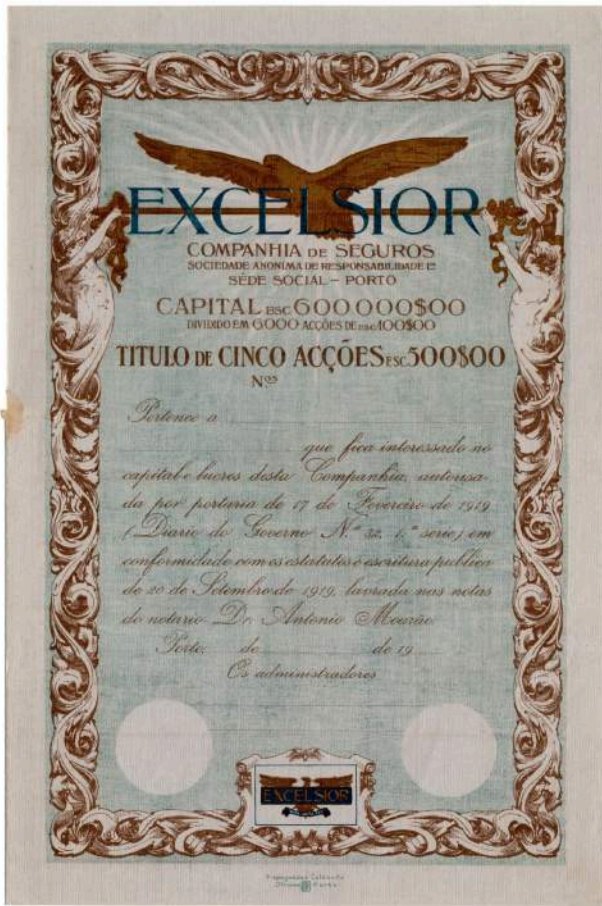 EXCELSIOR
COMPANHIA DE SEGUROS
SOCIEDADE ANONIMA DE RESPONSABILIDADE Lᴰᴬ
SÉDE SOCIAL – PORTO
CAPITAL ESC 600.000$00
DIVIDIDO EM 6000 ACÇÕES DE ESC 100$00
TITULO DE CINCO ACÇÕES ESC 500$00
Nºs
Pertence a
que fica interessado no
capital e lucros desta Companhia, autorisa-
da por portaria de 17 de Fevereiro de 1919
(Diario do Governo N.º 32, 1.ª serie), em
conformidade com os estatutos e escritura publica
de 20 de Setembro de 1919, lavrada nas notas
do notario Dr. Antonio Mourão
Porto, de de 19
Os administradores
EXCELSIOR